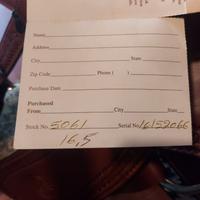 Name
Address
City State
Zip Code Phone ( )
Purchase Date
Purchased
From City State
Stock No. 5061 Serial No. 16152066
16,5